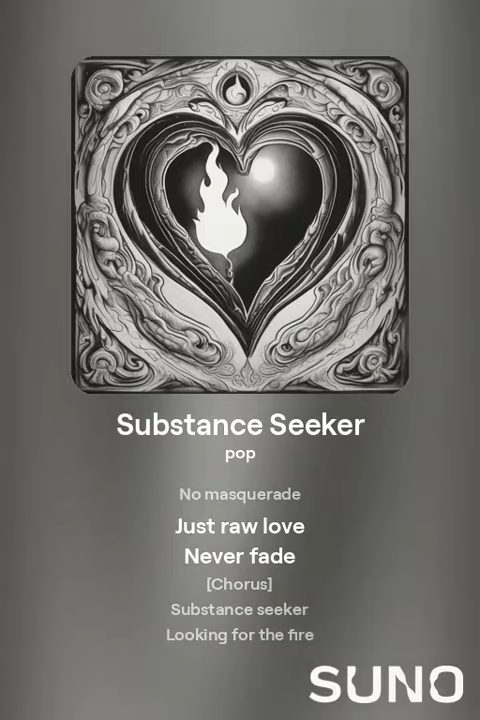 Substance Seeker
pop
No masquerade
Just raw love
Never fade
[Chorus]
Substance seeker
Looking for the fire
SUNO